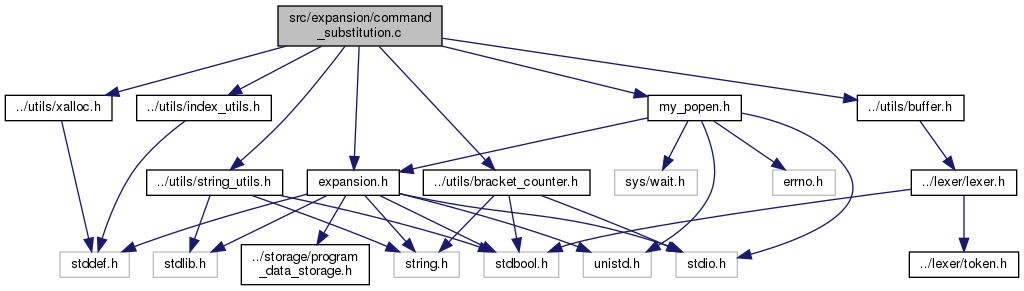 src/expansion/command
_substitution.c
../utils/xalloc.h
../utils/index_utils.h
my_popen.h
../utils/buffer.h
../utils/string_utils.h
expansion.h
../utils/bracket_counter.h
sys/wait.h
errno.h
../lexer/lexer.h
stddef.h
stdlib.h
../storage/program
_data_storage.h
string.h
stdbool.h
unistd.h
stdio.h
../lexer/token.h